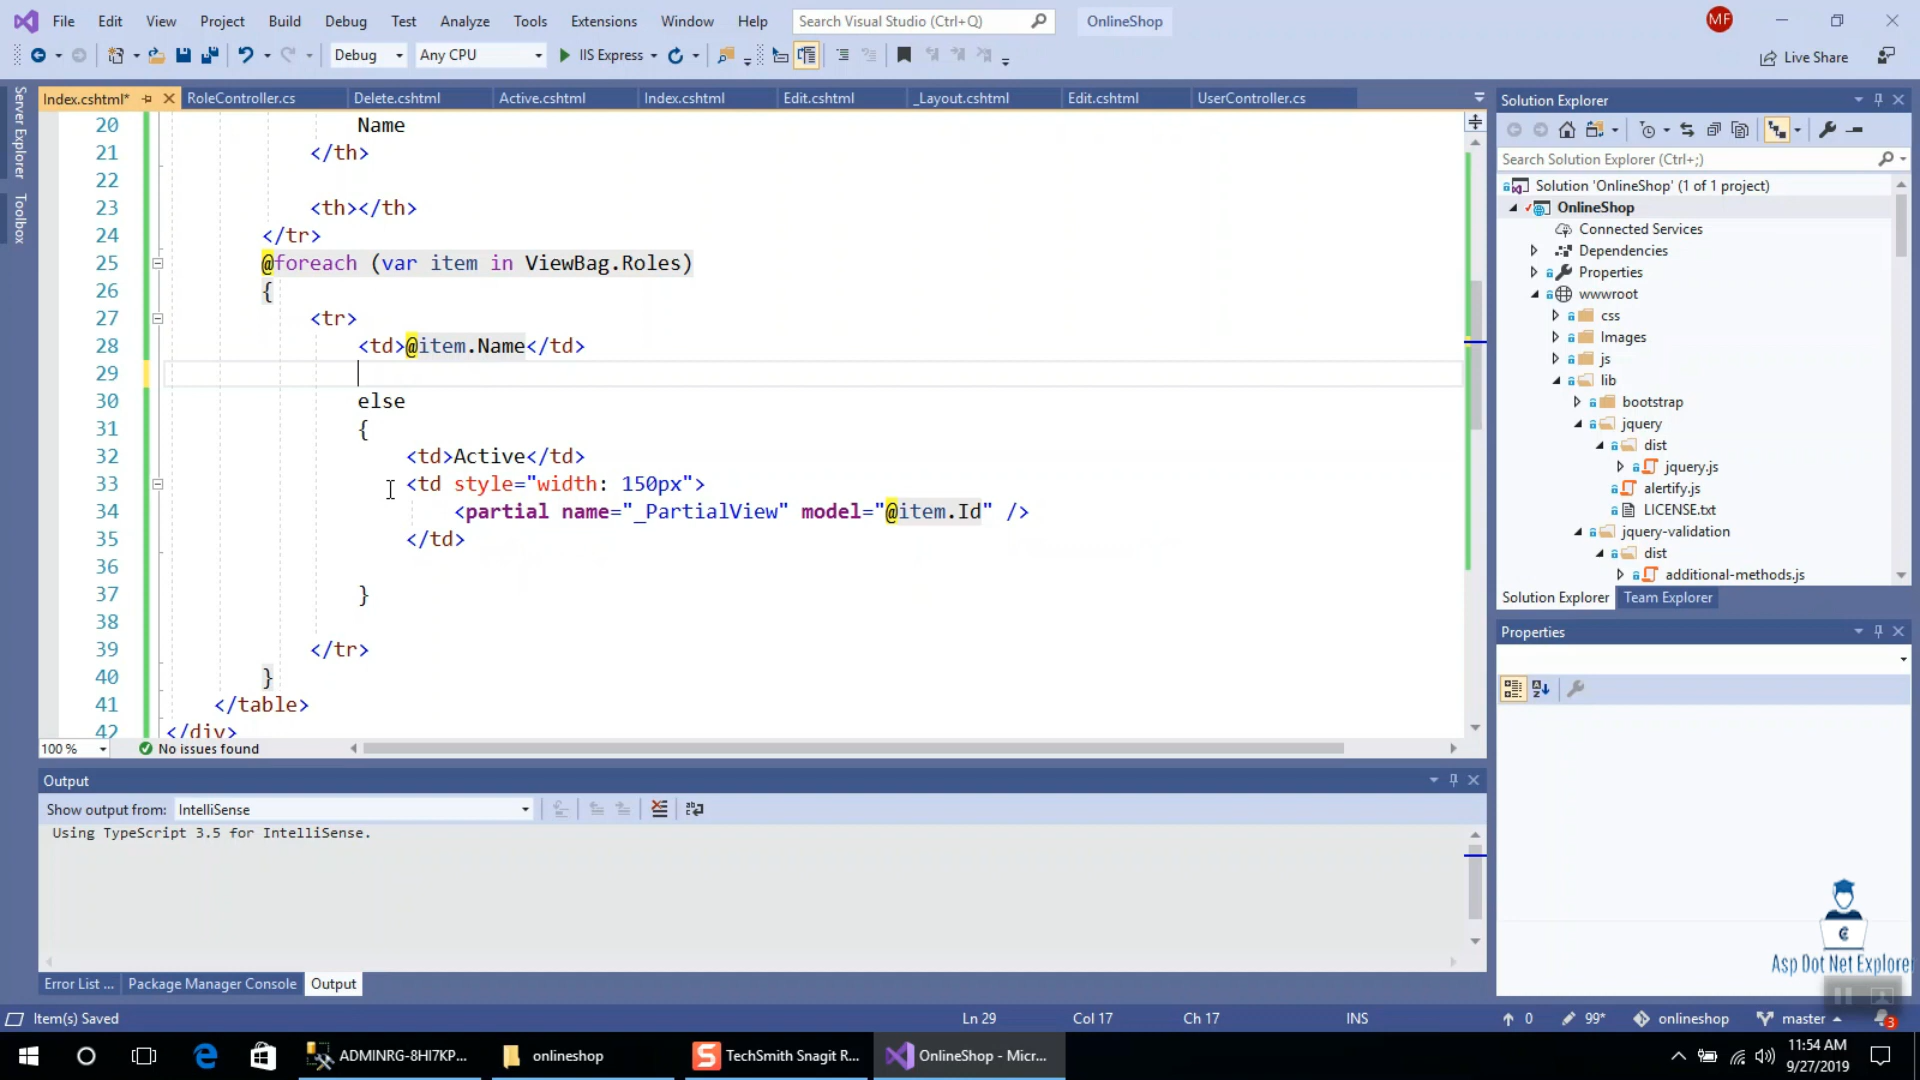 File Edit View Project Build Debug Test Analyze Tools Extensions Window Help Search Visual Studio (Ctrl+Q) OnlineShop MF
Debug Any CPU IIS Express Live Share
Server Explorer
Toolbox
Index.cshtml* RoleController.cs Delete.cshtml Active.cshtml Index.cshtml Edit.cshtml _Layout.cshtml Edit.cshtml UserController.cs
20 Name
21 </th>
22
23 <th></th>
24 </tr>
25 @foreach (var item in ViewBag.Roles)
26 {
27 <tr>
28 <td>@item.Name</td>
29
30 else
31 {
32 <td>Active</td>
33 <td style="width: 150px">
34 <partial name="_PartialView" model="@item.Id" />
35 </td>
36
37 }
38
39 </tr>
40 }
41 </table>
42 </div>
100 % No issues found
Output
Show output from: IntelliSense
Using TypeScript 3.5 for IntelliSense.
Error List ... Package Manager Console Output
Solution Explorer
Search Solution Explorer (Ctrl+;)
Solution 'OnlineShop' (1 of 1 project)
OnlineShop
Connected Services
Dependencies
Properties
wwwroot
css
Images
js
lib
bootstrap
jquery
dist
jquery.js
alertify.js
LICENSE.txt
jquery-validation
dist
additional-methods.js
Solution Explorer Team Explorer
Properties
Asp Dot Net Explorer
Item(s) Saved Ln 29 Col 17 Ch 17 INS 0 99* onlineshop master 3
ADMINRG-8HI7KP... onlineshop TechSmith Snagit R... OnlineShop - Micr... 11:54 AM
9/27/2019